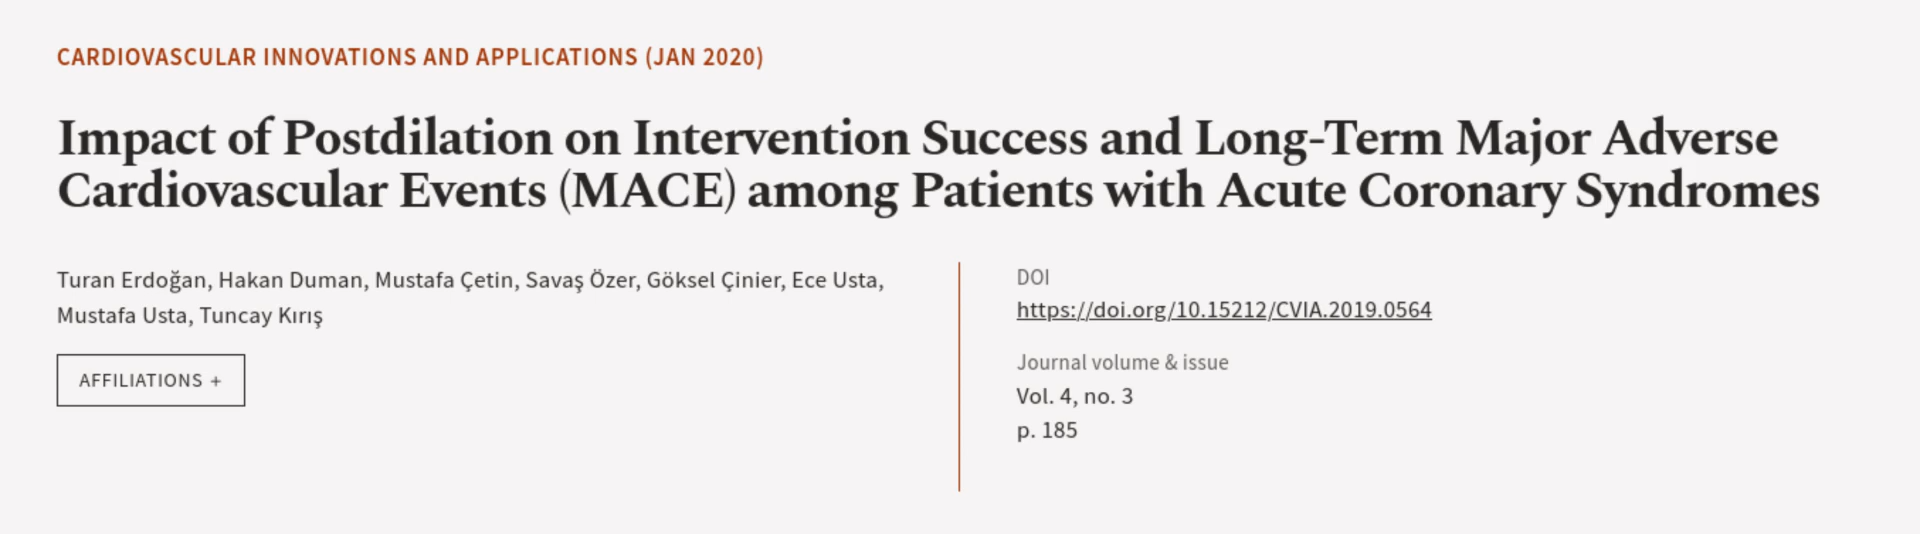 CARDIOVASCULAR INNOVATIONS AND APPLICATIONS (JAN 2020)
Impact of Postdilation on Intervention Success and Long-Term Major Adverse
Cardiovascular Events (MACE) among Patients with Acute Coronary Syndromes
Turan Erdoğan, Hakan Duman, Mustafa Çetin, Savaş Özer, Göksel Çinier, Ece Usta,
Mustafa Usta, Tuncay Kırış
AFFILIATIONS +
DOI
https://doi.org/10.15212/CVIA.2019.0564
Journal volume & issue
Vol. 4, no. 3
p. 185